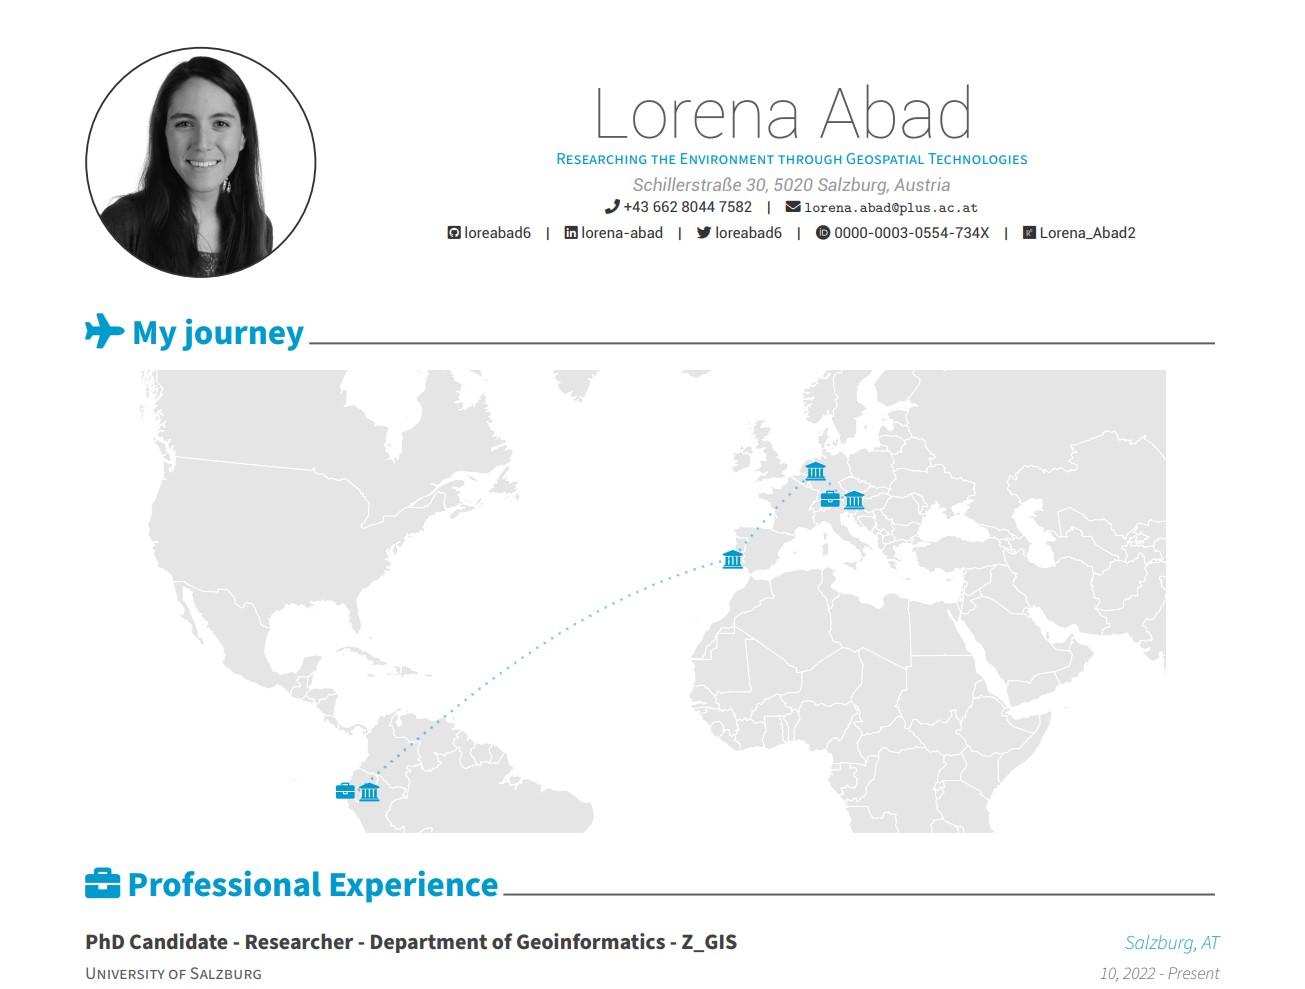 Lorena Abad
Researching the Environment through Geospatial Technologies
Schillerstraße 30, 5020 Salzburg, Austria
+43 662 8044 7582 | lorena.abad@plus.ac.at
loreabad6 | lorena-abad | loreabad6 | 0000-0003-0554-734X | Lorena_Abad2
My journey
Professional Experience
PhD Candidate - Researcher - Department of Geoinformatics - Z_GIS Salzburg, AT
University of Salzburg 10, 2022 - Present